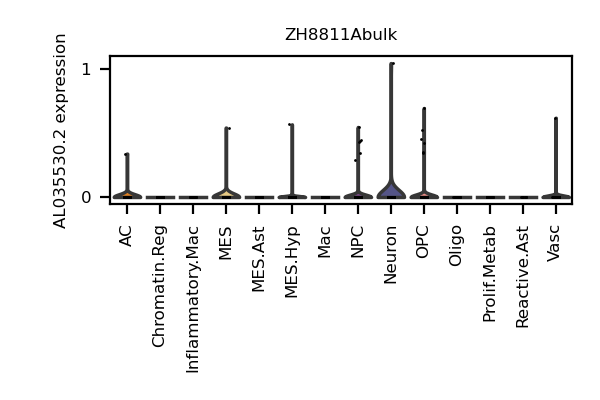 ZH8811Abulk
AL035530.2 expression
1
0
AC
Chromatin.Reg
Inflammatory.Mac
MES
MES.Ast
MES.Hyp
Mac
NPC
Neuron
OPC
Oligo
Prolif.Metab
Reactive.Ast
Vasc